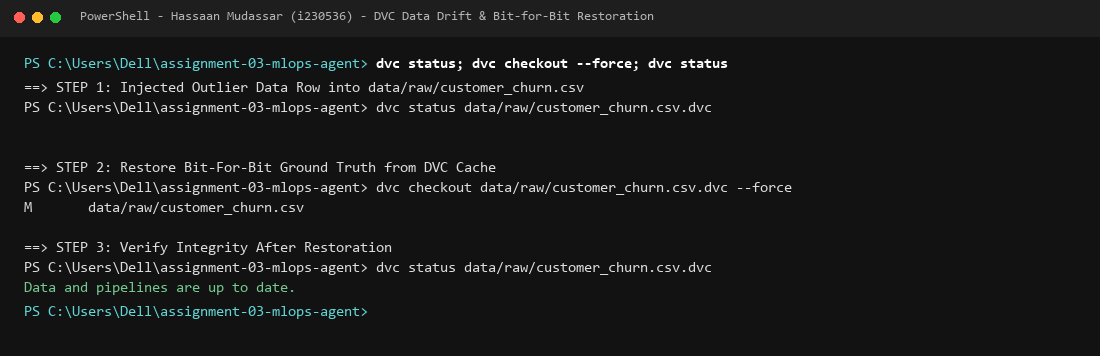 PowerShell - Hassaan Mudassar (i230536) - DVC Data Drift & Bit-for-Bit Restoration
PS C:\Users\Dell\assignment-03-mlops-agent> dvc status; dvc checkout --force; dvc status
==> STEP 1: Injected Outlier Data Row into data/raw/customer_churn.csv
PS C:\Users\Dell\assignment-03-mlops-agent> dvc status data/raw/customer_churn.csv.dvc
==> STEP 2: Restore Bit-For-Bit Ground Truth from DVC Cache
PS C:\Users\Dell\assignment-03-mlops-agent> dvc checkout data/raw/customer_churn.csv.dvc --force
M       data/raw/customer_churn.csv
==> STEP 3: Verify Integrity After Restoration
PS C:\Users\Dell\assignment-03-mlops-agent> dvc status data/raw/customer_churn.csv.dvc
Data and pipelines are up to date.
PS C:\Users\Dell\assignment-03-mlops-agent>